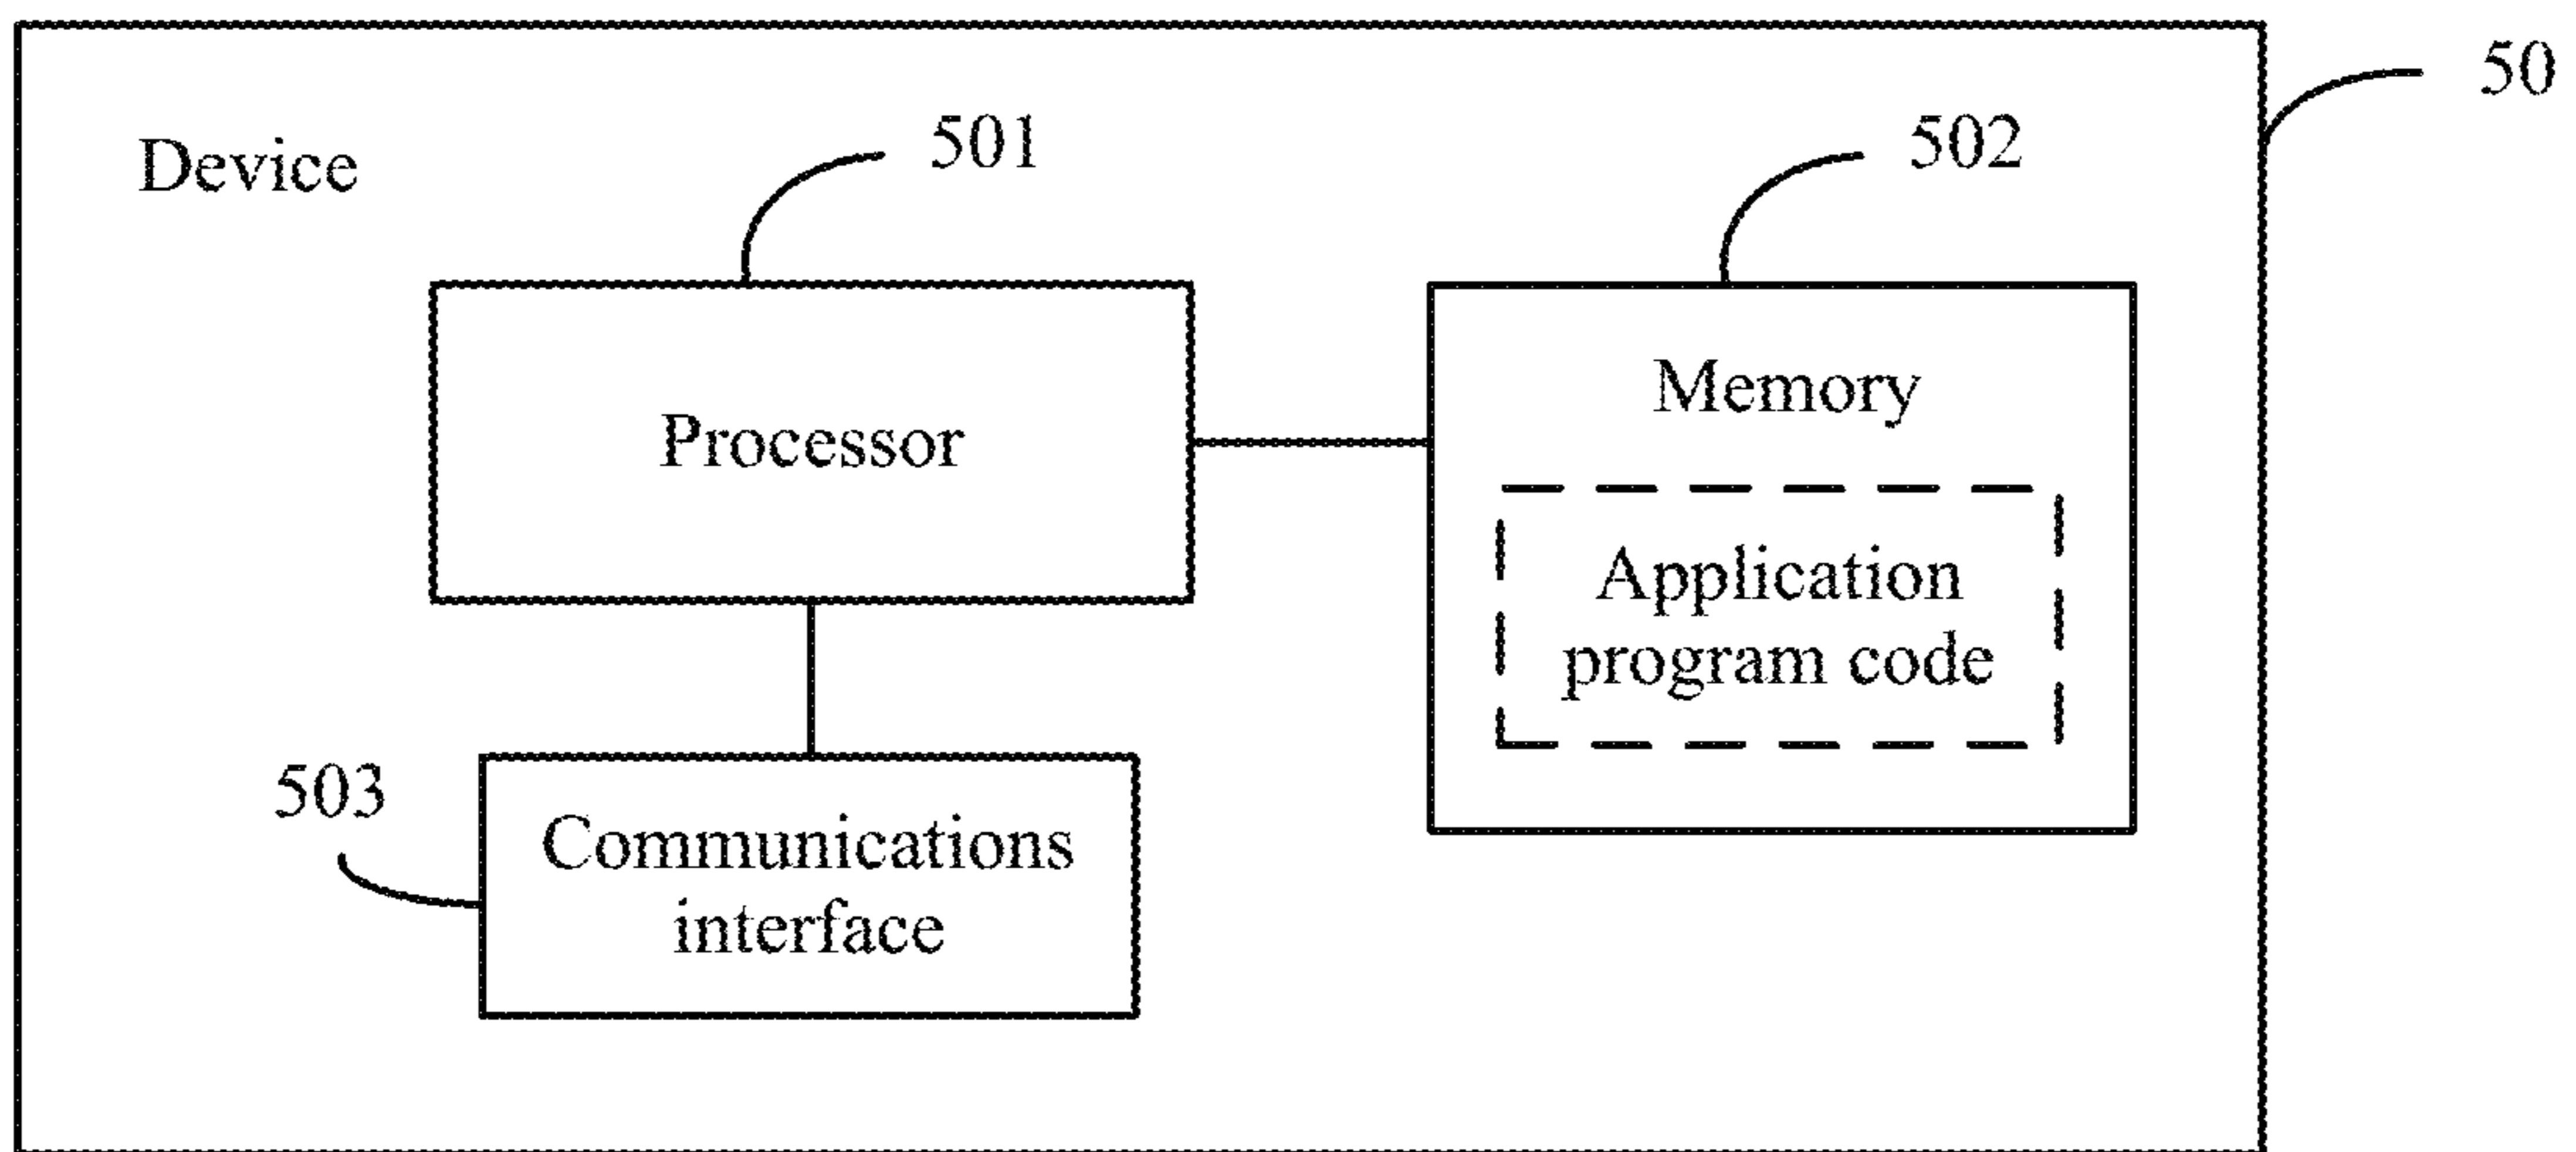 50
Device
501
502
Processor
Memory
Application
program code
503
Communications
interface